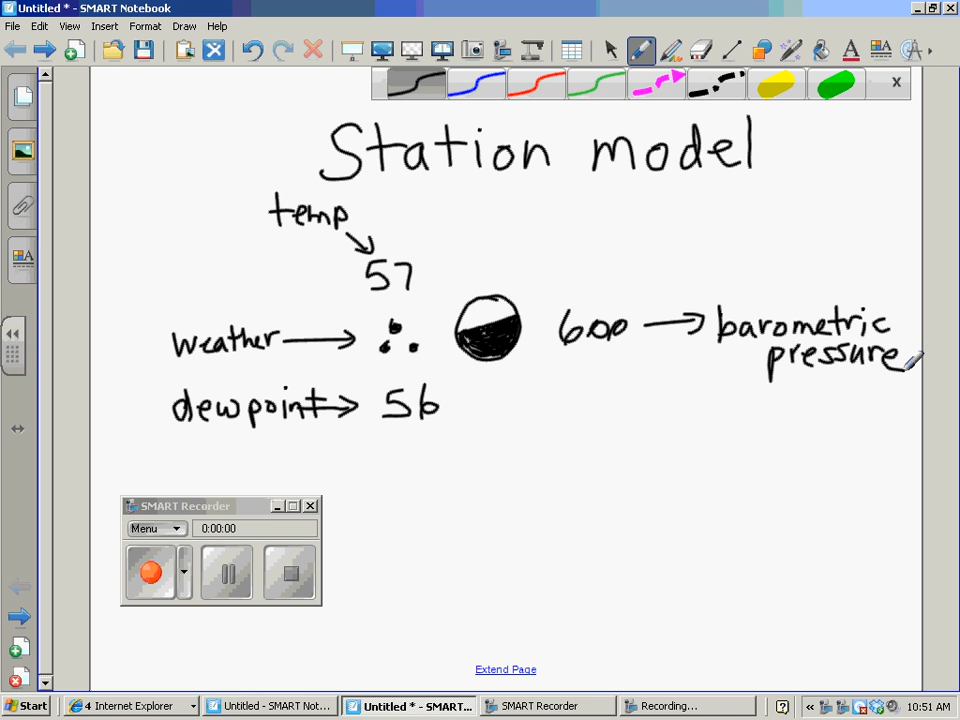 Untitled * - SMART Notebook
File Edit View Insert Format Draw Help
x
Station model
temp
57
weather
600
barometric
pressure
dewpoint
56
SMART Recorder
Menu
0:00:00
Extend Page
Start
4 Internet Explorer
Untitled - SMART Not...
Untitled * - SMART...
SMART Recorder
Recording...
10:51 AM